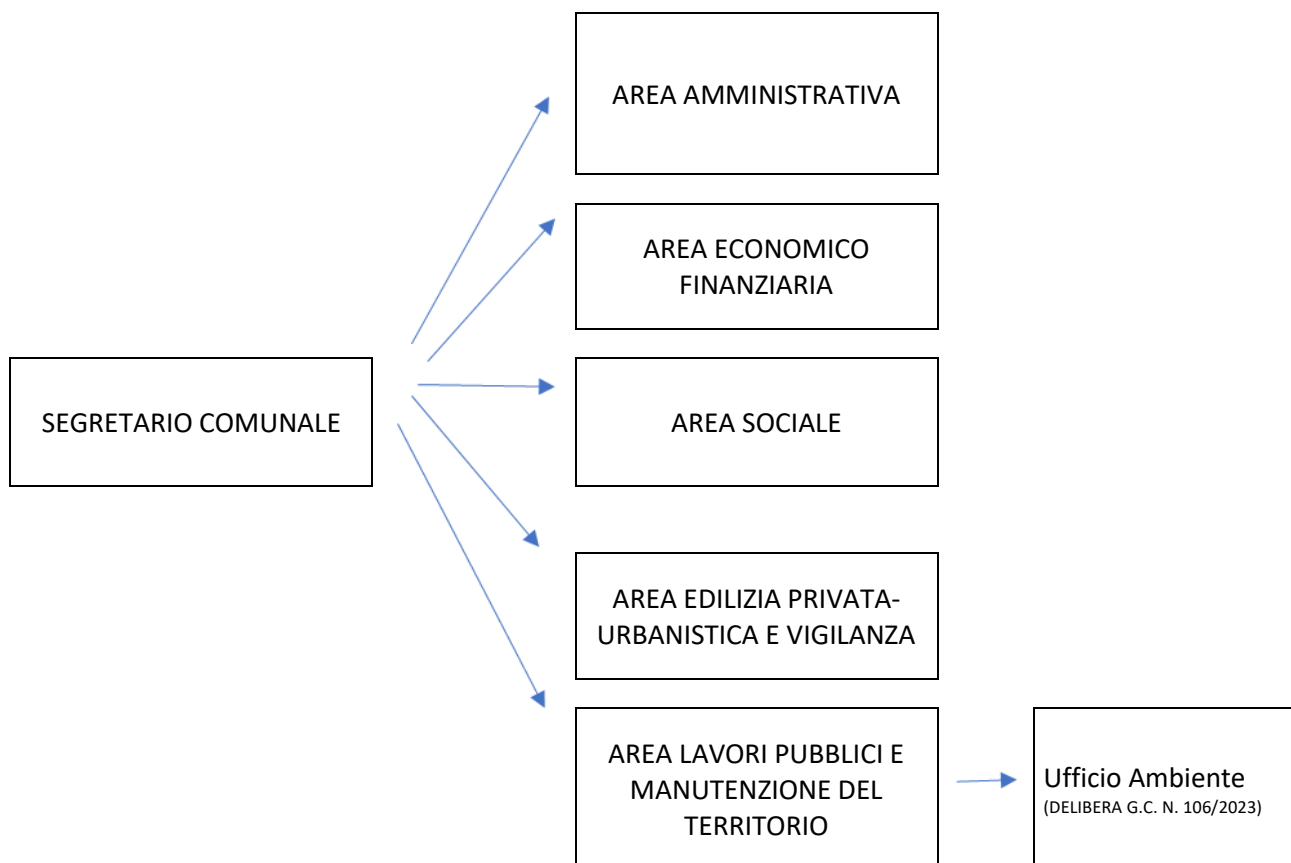 AREA AMMINISTRATIVA
AREA ECONOMICO
FINANZIARIA
SEGRETARIO COMUNALE
AREA SOCIALE
AREA EDILIZIA PRIVATA-
URBANISTICA E VIGILANZA
AREA LAVORI PUBBLICI E
MANUTENZIONE DEL
TERRITORIO
Ufficio Ambiente
(DELIBERA G.C. N. 106/2023)